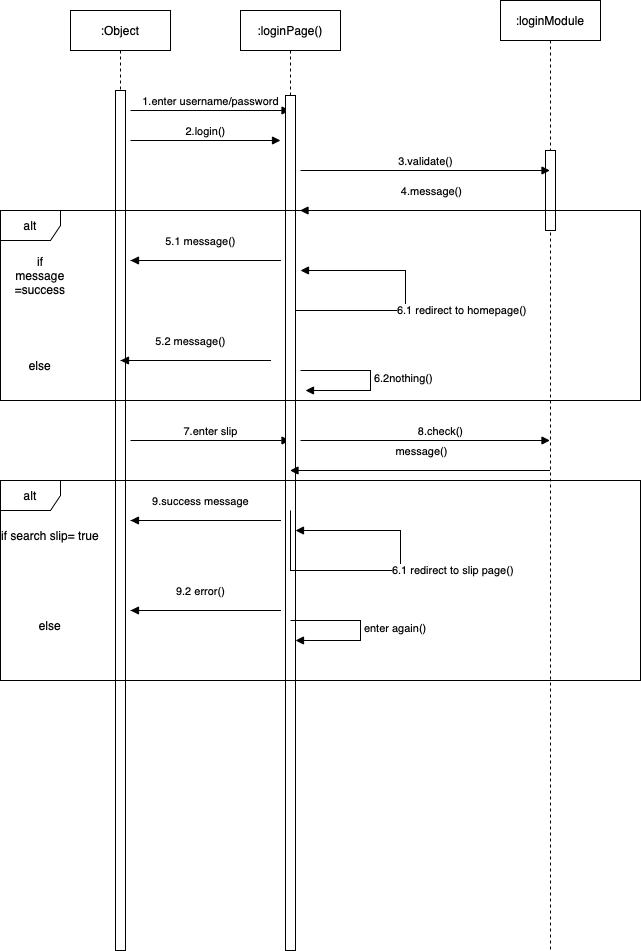 :Object
:loginPage()
:loginModule
1.enter username/password
2.login()
3.validate()
4.message()
alt
5.1 message()
if
message
=success
6.1 redirect to homepage()
5.2 message()
else
6.2nothing()
7.enter slip
8.check()
message()
alt
9.success message
if search slip= true
6.1 redirect to slip page()
9.2 error()
else
enter again()